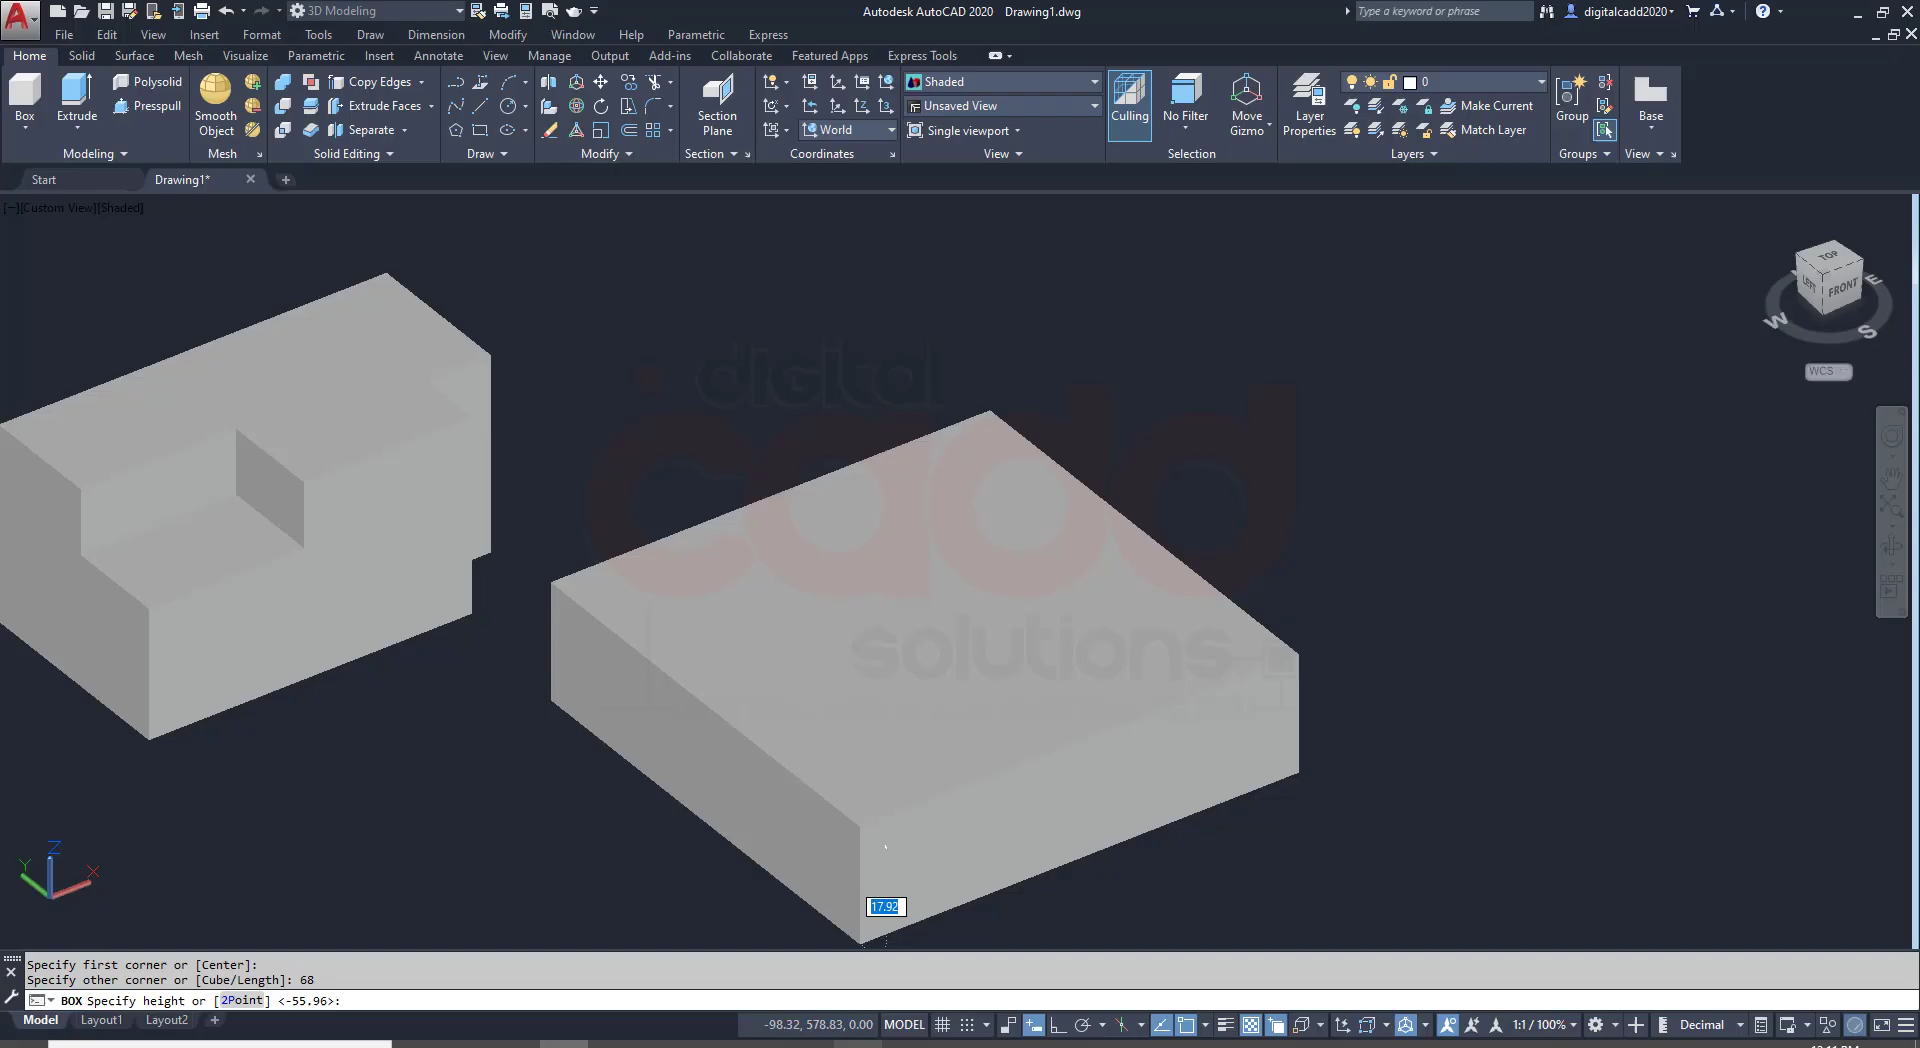 3D Modeling
Autodesk AutoCAD 2020 Drawing1.dwg
Type a keyword or phrase
digitalcadd2020
File Edit View Insert Format Tools Draw Dimension Modify Window Help Parametric Express
Home Solid Surface Mesh Visualize Parametric Insert Annotate View Manage Output Add-ins Collaborate Featured Apps Express Tools
Box
Extrude
Polysolid
Presspull
Modeling
Smooth
Object
Mesh
Copy Edges
Extrude Faces
Separate
Solid Editing
Draw
Modify
Section
Plane
Section
World
Coordinates
Shaded
Unsaved View
Single viewport
View
Culling
No Filter
Move
Gizmo
Selection
Layer
Properties
0
Make Current
Match Layer
Layers
Group
Groups
Base
View
Start Drawing1*
[−][Custom View][Shaded]
TOP
LEFT FRONT
E
W S
WCS
digital
cadd
solutions
Z
Y X
17.92
Specify first corner or [Center]:
Specify other corner or [Cube/Length]: 68
BOX Specify height or [2Point] <-55.96>:
Model Layout1 Layout2
-98.32, 578.83, 0.00 MODEL 1:1 / 100% Decimal